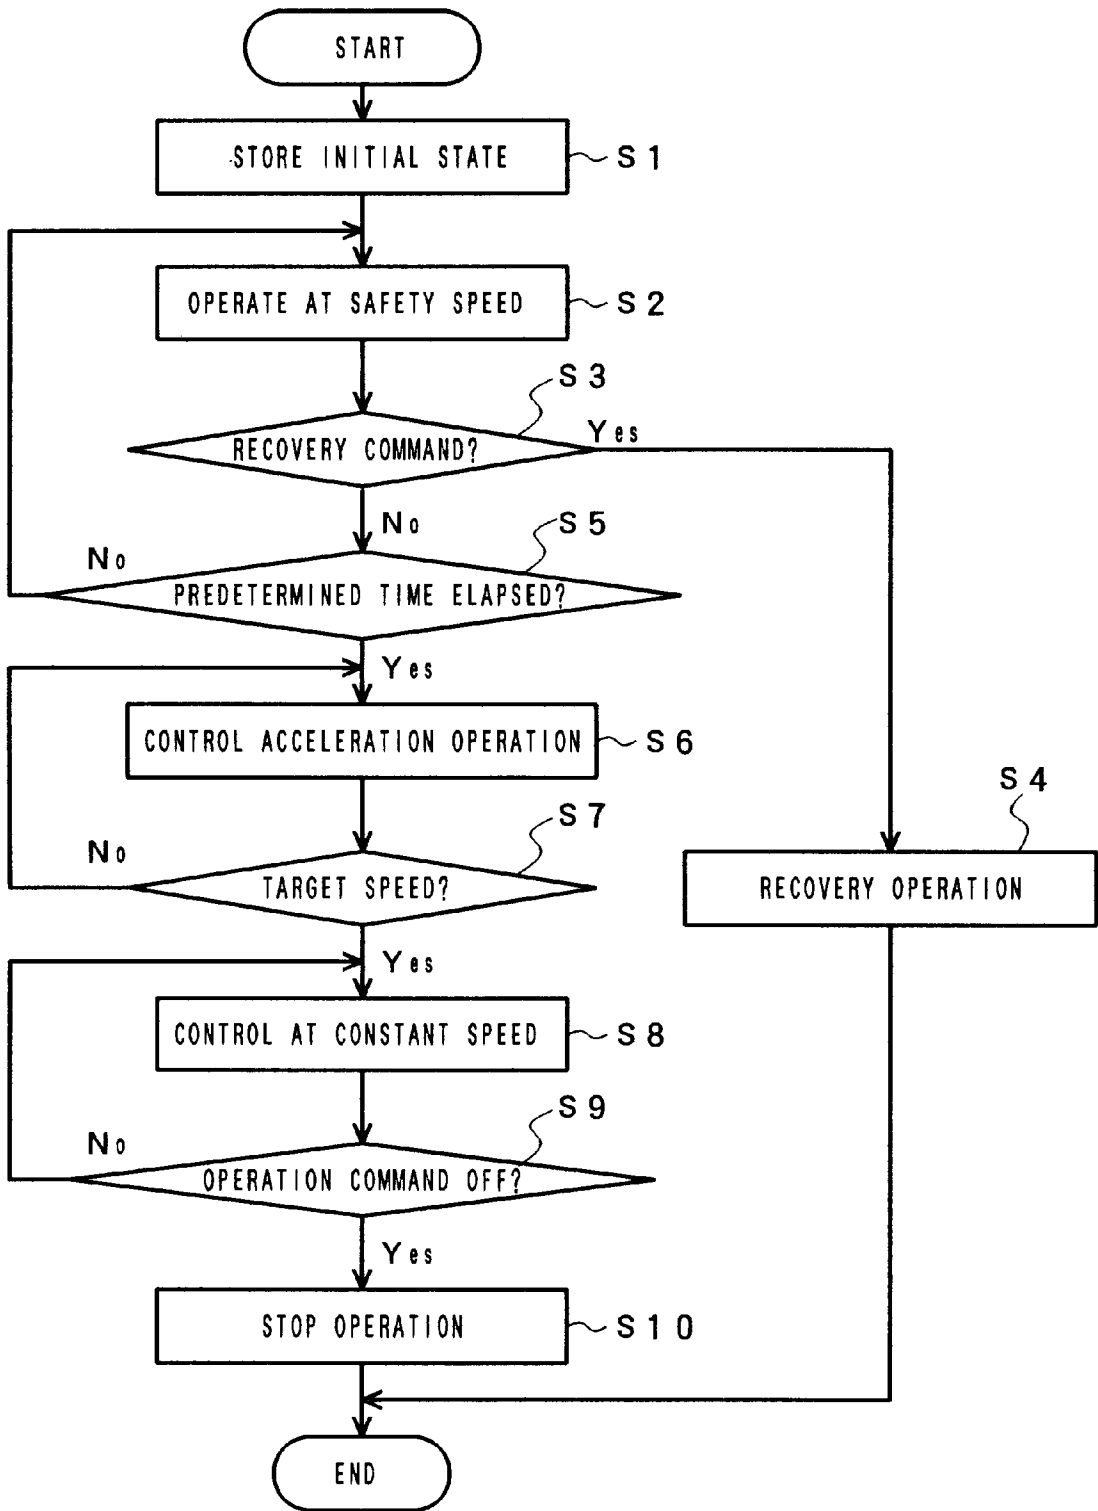 START
STORE INITIAL STATE
S1
OPERATE AT SAFETY SPEED
S2
S3
RECOVERY COMMAND?
Yes
No
S5
No
PREDETERMINED TIME ELAPSED?
Yes
CONTROL ACCELERATION OPERATION
S6
S7
No
TARGET SPEED?
S4
RECOVERY OPERATION
Yes
CONTROL AT CONSTANT SPEED
S8
S9
No
OPERATION COMMAND OFF?
Yes
STOP OPERATION
S10
END